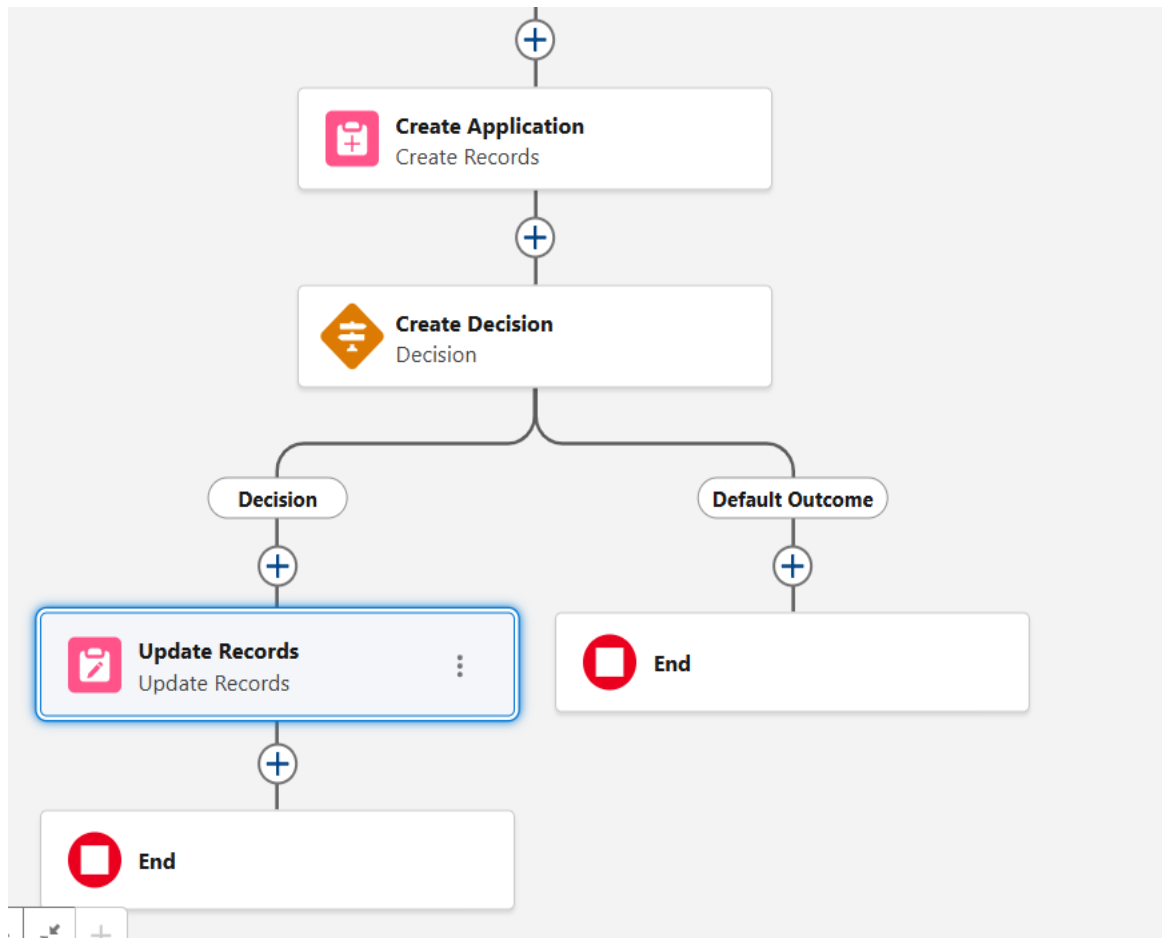 Create Application
Create Records
Create Decision
Decision
Decision
Default Outcome
Update Records
Update Records
End
End